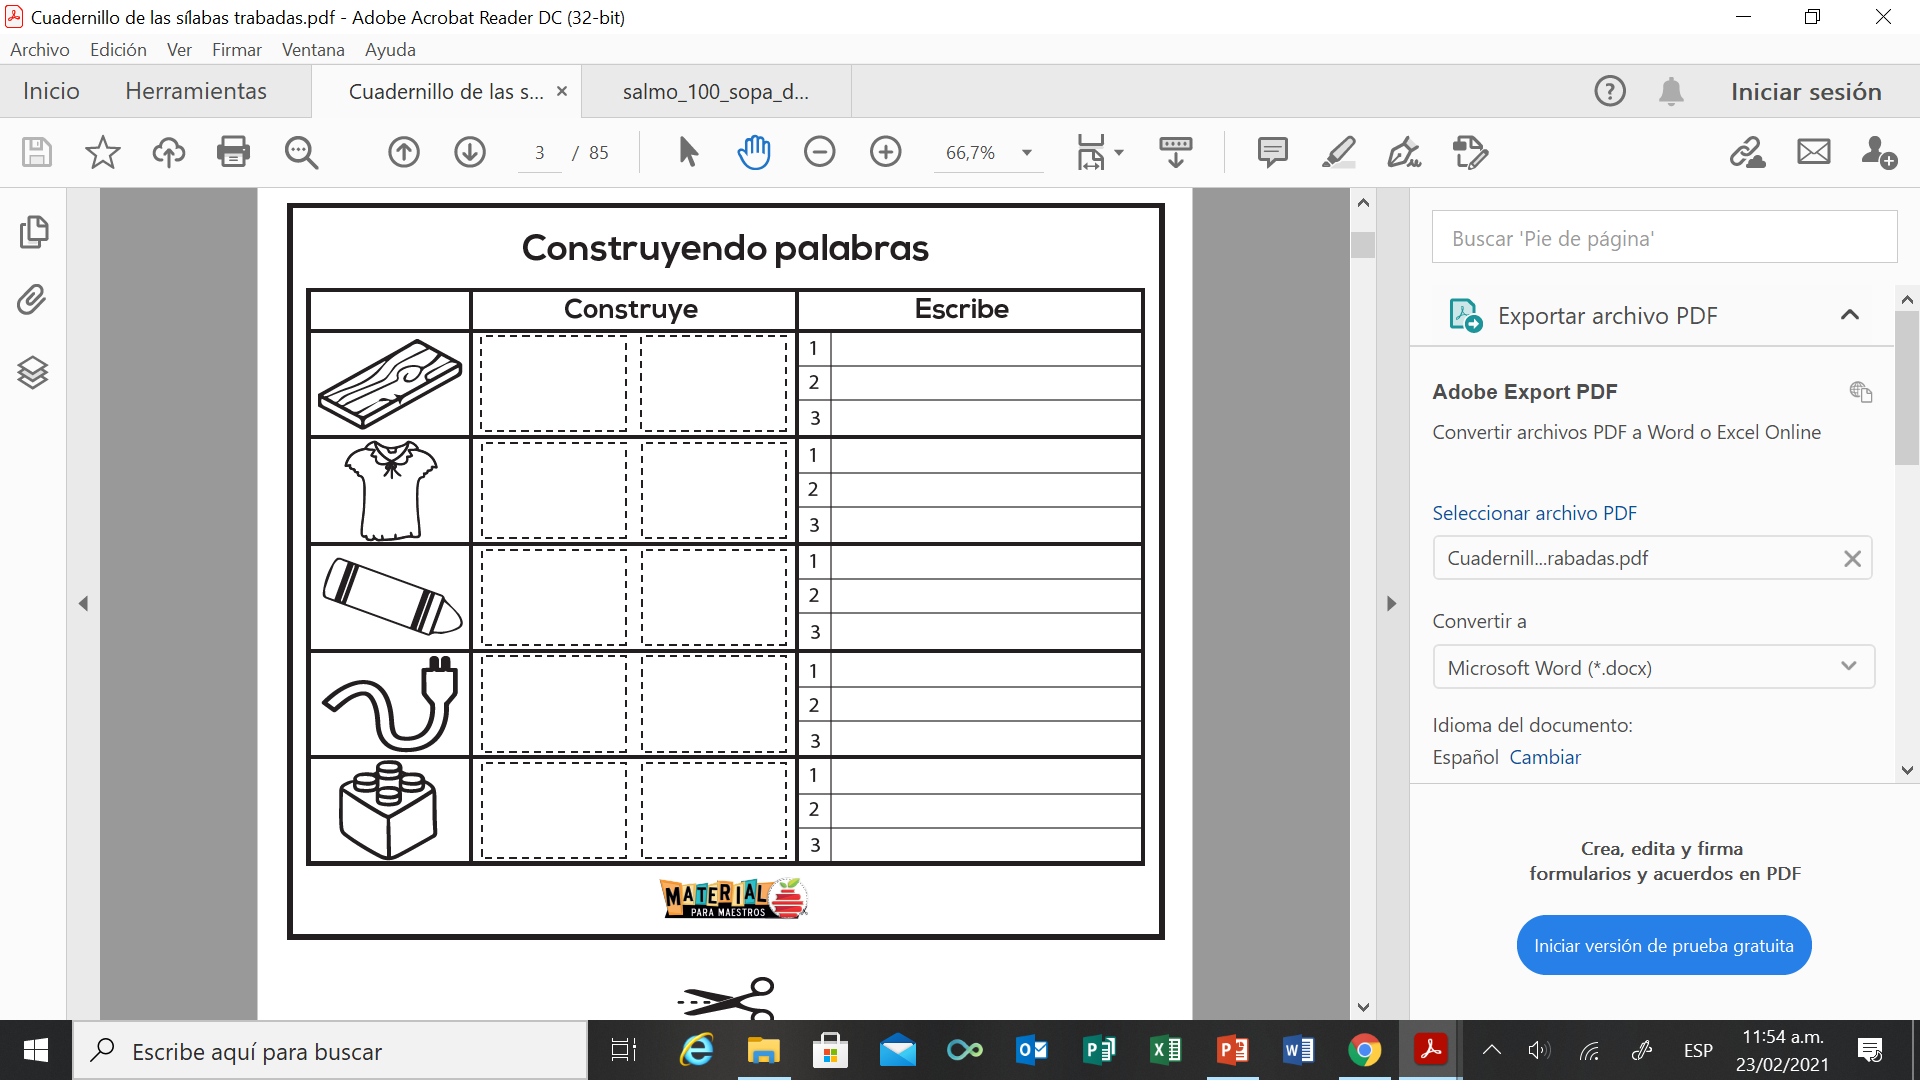 Cuadernillo de las sílabas trabadas.pdf - Adobe Acrobat Reader DC (32-bit)
Archivo Edición Ver Firmar Ventana Ayuda
Inicio Herramientas Cuadernillo de las s... × salmo_100_sopa_d... Iniciar sesión
3 / 85 66,7%
Buscar 'Pie de página'
Exportar archivo PDF
Adobe Export PDF
Convertir archivos PDF a Word o Excel Online
Seleccionar archivo PDF
Cuadernill...rabadas.pdf
Convertir a
Microsoft Word (*.docx)
Idioma del documento:
Español Cambiar
Crea, edita y firma
formularios y acuerdos en PDF
Iniciar versión de prueba gratuita
Construyendo palabras
Construye Escribe
1
2
3
1
2
3
1
2
3
1
2
3
1
2
3
MATERIAL
PARA MAESTROS
Escribe aquí para buscar
ESP
11:54 a.m.
23/02/2021